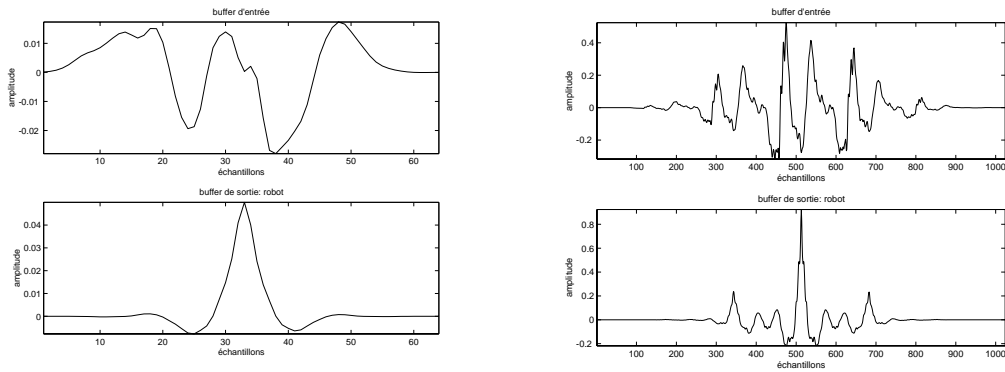 buffer d'entrée
0.01
0
-0.01
-0.02
amplitude
10 20 30 40 50 60
échantillons
buffer de sortie: robot
0.04
0.03
0.02
0.01
0
amplitude
10 20 30 40 50 60
échantillons
buffer d'entrée
0.4
0.2
0
-0.2
amplitude
100 200 300 400 500 600 700 800 900 1000
échantillons
buffer de sortie: robot
0.8
0.6
0.4
0.2
0
-0.2
amplitude
100 200 300 400 500 600 700 800 900 1000
échantillons